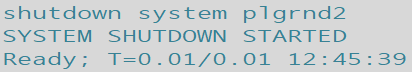 shutdown system plgrnd2
SYSTEM SHUTDOWN STARTED
Ready; T=0.01/0.01 12:45:39